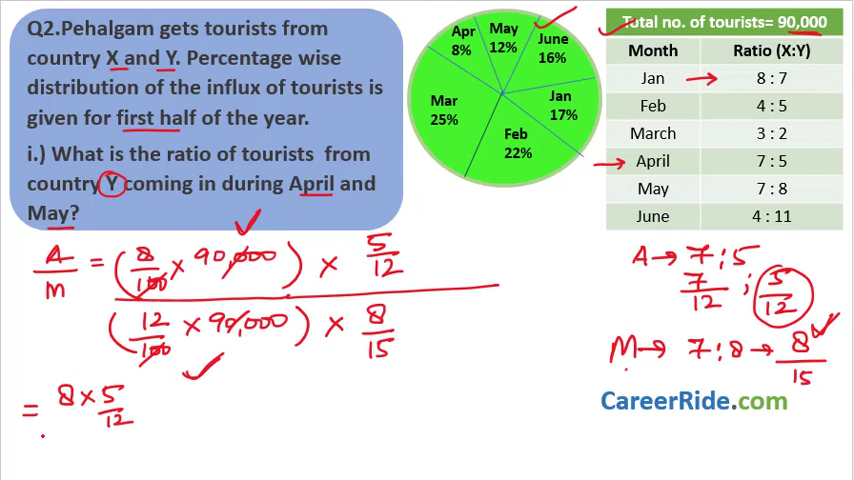 Q2.Pehalgam gets tourists from
country X and Y. Percentage wise
distribution of the influx of tourists is
given for first half of the year.
i.) What is the ratio of tourists from
country Y coming in during April and
May?
Apr
8%
May
12%
June
16%
Jan
17%
Feb
22%
Mar
25%
Total no. of tourists= 90,000
Month Ratio (X:Y)
Jan → 8 : 7
Feb 4 : 5
March 3 : 2
→ April 7 : 5
May 7 : 8
June 4 : 11
A/M = (8/100 × 90,000) × 5/12
(12/100 × 90,000) × 8/15
= 8 × 5/12
A → 7 : 5
7/12 ; 5/12
M → 7 : 8 → 8/15
CareerRide.com